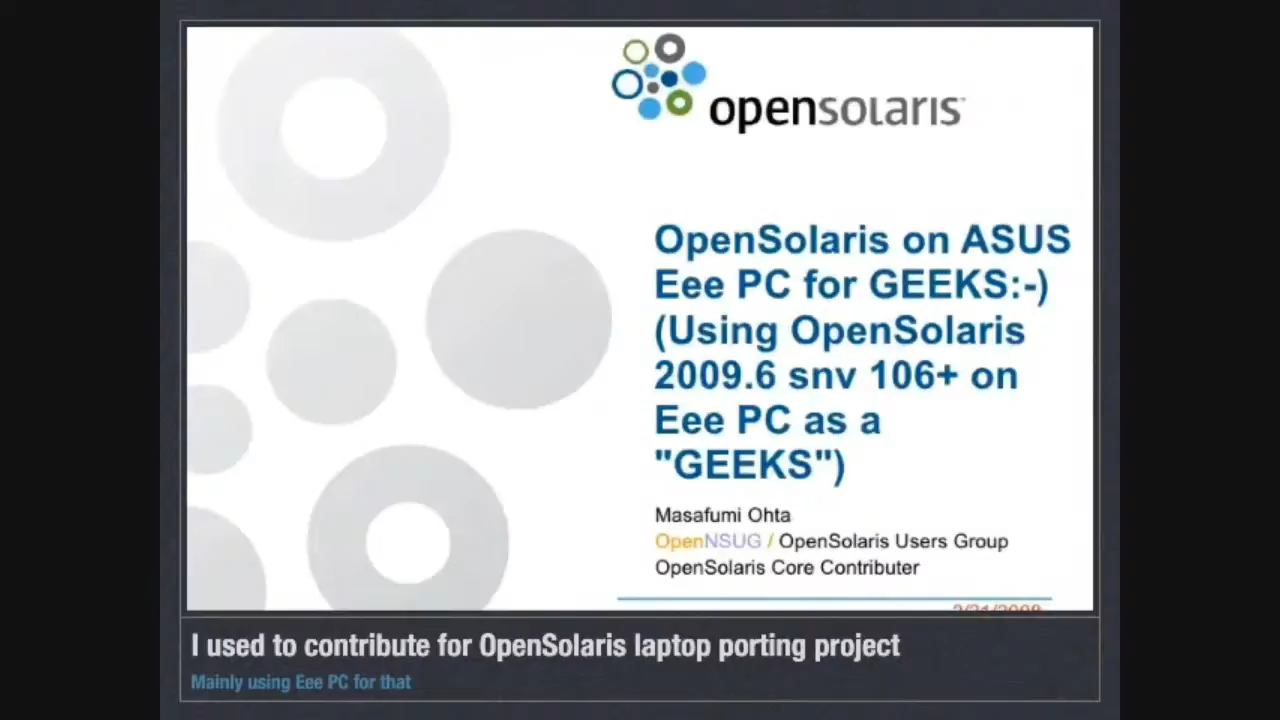 opensolaris
OpenSolaris on ASUS
Eee PC for GEEKS:-)
(Using OpenSolaris
2009.6 snv 106+ on
Eee PC as a
"GEEKS")
Masafumi Ohta
OpenNSUG / OpenSolaris Users Group
OpenSolaris Core Contributer
I used to contribute for OpenSolaris laptop porting project
Mainly using Eee PC for that